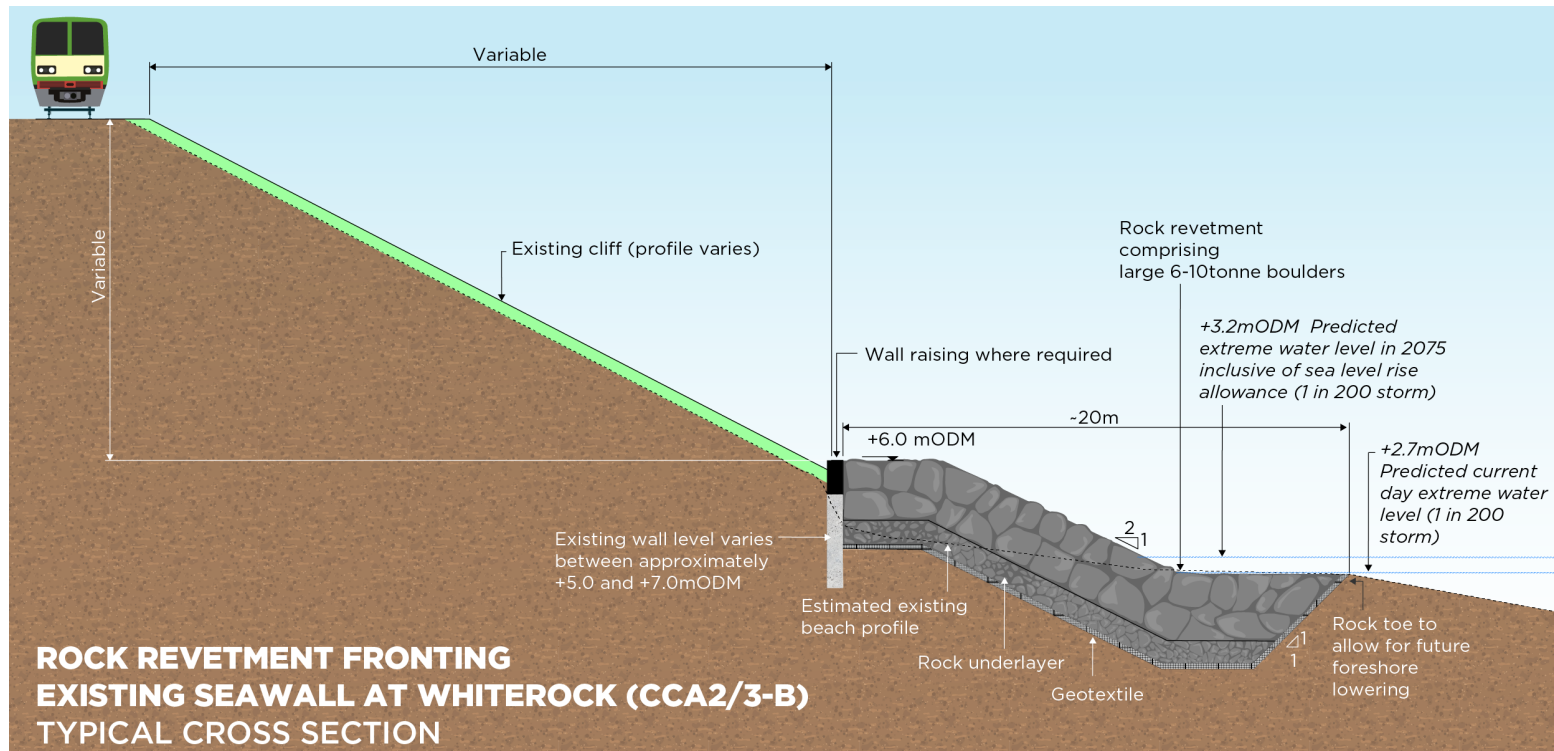 Variable
Variable
Existing cliff (profile varies)
Rock revetment
comprising
large 6-10tonne boulders
+3.2mODM  Predicted
extreme water level in 2075
inclusive of sea level rise
allowance (1 in 200 storm)
Wall raising where required
~20m
+6.0 mODM
+2.7mODM
Predicted current
day extreme water
level (1 in 200
storm)
2
1
Existing wall level varies
between approximately
+5.0 and +7.0mODM
Estimated existing
beach profile
Rock underlayer
Geotextile
1
1
Rock toe to
allow for future
foreshore
lowering
ROCK REVETMENT FRONTING
EXISTING SEAWALL AT WHITEROCK (CCA2/3-B)
TYPICAL CROSS SECTION